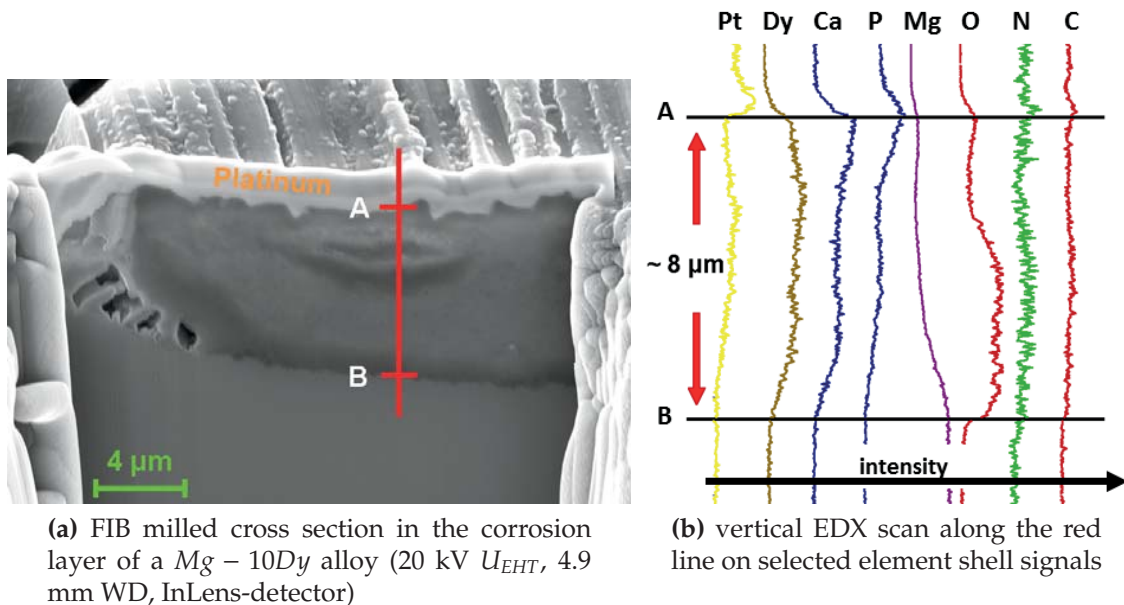 Platinum
A
B
4 μm
(a) FIB milled cross section in the corrosion
layer of a Mg − 10Dy alloy (20 kV U_EHT, 4.9
mm WD, InLens-detector)
Pt Dy Ca P Mg O N C
A
~ 8 μm
B
intensity
(b) vertical EDX scan along the red
line on selected element shell signals